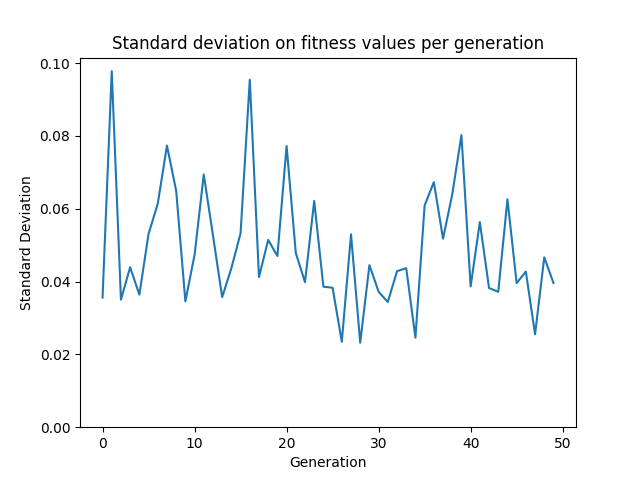 Standard deviation on fitness values per generation
0.10
0.08
0.06
0.04
0.02
0.00
Standard Deviation
0 10 20 30 40 50
Generation